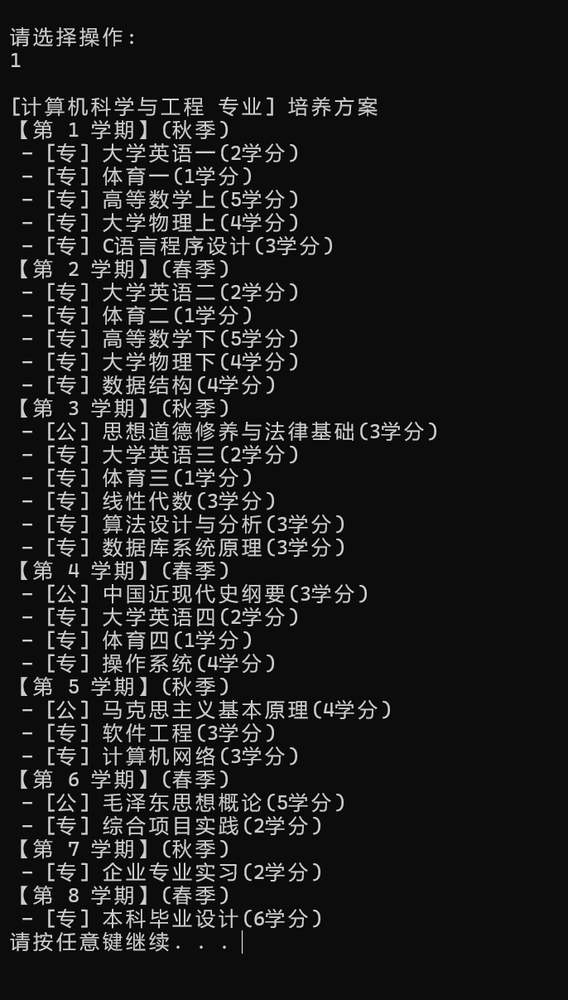 请选择操作:
1
[计算机科学与工程 专业] 培养方案
【第 1 学期】(秋季)
- [专] 大学英语一(2学分)
- [专] 体育一(1学分)
- [专] 高等数学上(5学分)
- [专] 大学物理上(4学分)
- [专] C语言程序设计(3学分)
【第 2 学期】(春季)
- [专] 大学英语二(2学分)
- [专] 体育二(1学分)
- [专] 高等数学下(5学分)
- [专] 大学物理下(4学分)
- [专] 数据结构(4学分)
【第 3 学期】(秋季)
- [公] 思想道德修养与法律基础(3学分)
- [专] 大学英语三(2学分)
- [专] 体育三(1学分)
- [专] 线性代数(3学分)
- [专] 算法设计与分析(3学分)
- [专] 数据库系统原理(3学分)
【第 4 学期】(春季)
- [公] 中国近现代史纲要(3学分)
- [专] 大学英语四(2学分)
- [专] 体育四(1学分)
- [专] 操作系统(4学分)
【第 5 学期】(秋季)
- [公] 马克思主义基本原理(4学分)
- [专] 软件工程(3学分)
- [专] 计算机网络(3学分)
【第 6 学期】(春季)
- [公] 毛泽东思想概论(5学分)
- [专] 综合项目实践(2学分)
【第 7 学期】(秋季)
- [专] 企业专业实习(2学分)
【第 8 学期】(春季)
- [专] 本科毕业设计(6学分)
请按任意键继续. . .